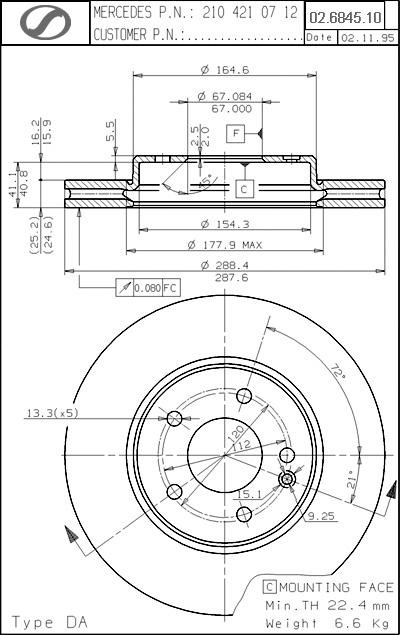 MERCEDES P.N.: 210 421 07 12
CUSTOMER P.N.:...................
02.6845.10
Date 02.11.95
Ø 164.6
Ø 67.084
67.000
5.5
2.5
2.0
F
16.2
15.9
41.1
40.8
45°
C
(25.2)
(24.6)
Ø 154.3
Ø 177.9 MAX
Ø 288.4
287.6
0.080 FC
72°
13.3(x5)
120
112
21°
15.1
9.25
C MOUNTING FACE
Min.TH 22.4 mm
Type DA
Weight 6.6 Kg